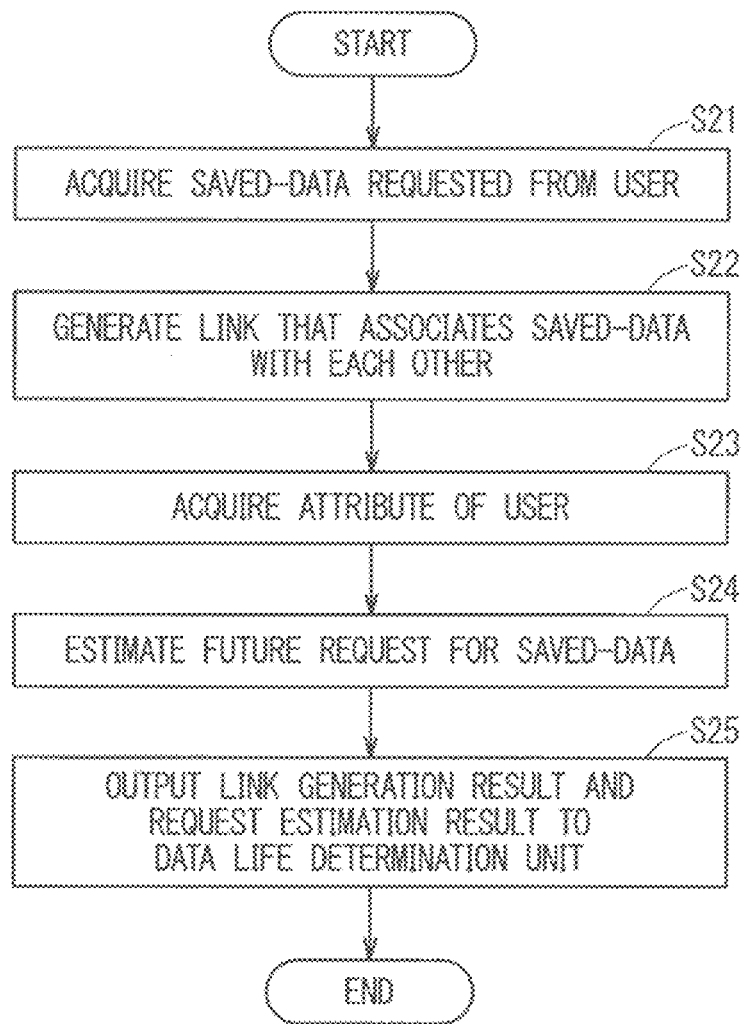 START
S21
ACQUIRE SAVED-DATA REQUESTED FROM USER
S22
GENERATE LINK THAT ASSOCIATES SAVED-DATA
WITH EACH OTHER
S23
ACQUIRE ATTRIBUTE OF USER
S24
ESTIMATE FUTURE REQUEST FOR SAVED-DATA
S25
OUTPUT LINK GENERATION RESULT AND
REQUEST ESTIMATION RESULT TO
DATA LIFE DETERMINATION UNIT
END